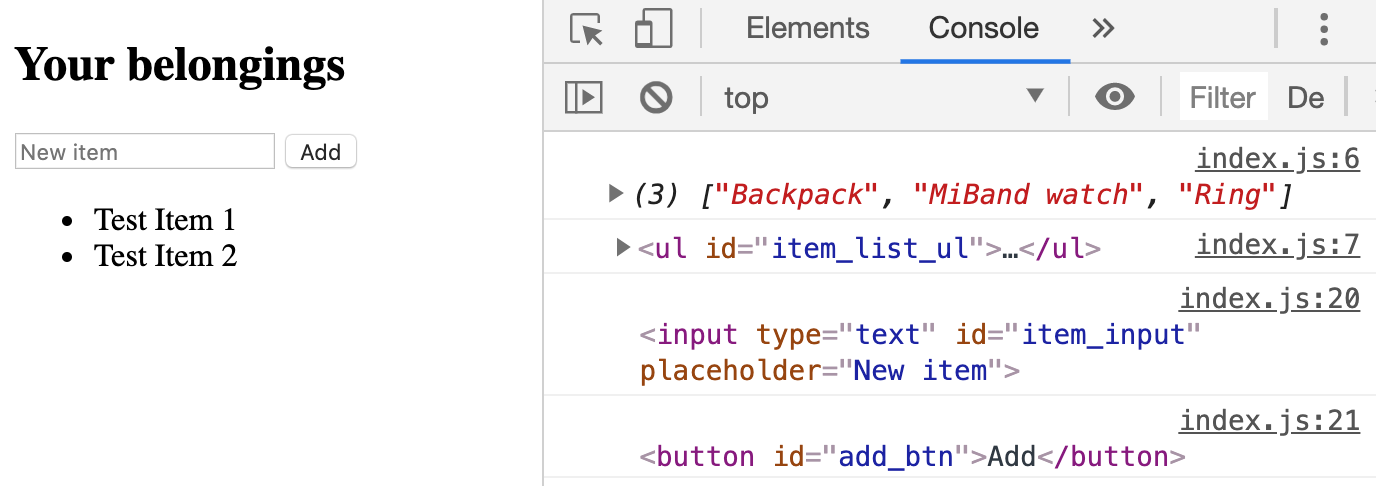 Your belongings
New item
Add
• Test Item 1
• Test Item 2
Elements Console »
top ▼ Filter De
index.js:6
▶ (3) ["Backpack", "MiBand watch", "Ring"]
▶ <ul id="item_list_ul">…</ul> index.js:7
index.js:20
<input type="text" id="item_input"
placeholder="New item">
index.js:21
<button id="add_btn">Add</button>